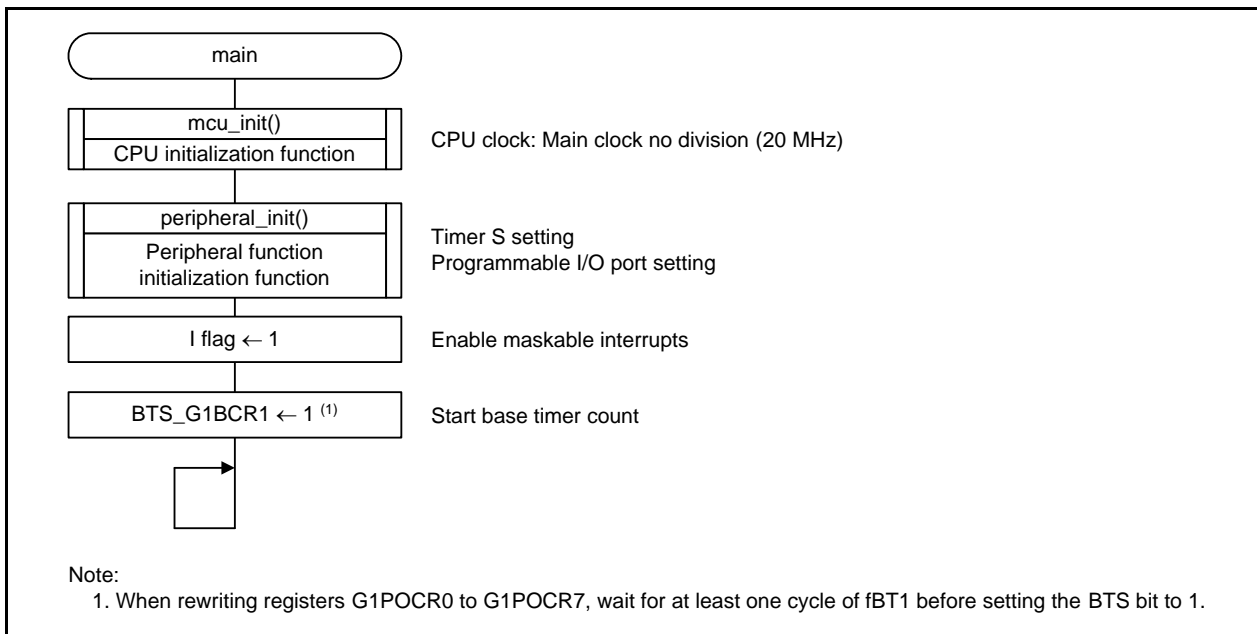 main
mcu_init()
CPU initialization function
CPU clock: Main clock no division (20 MHz)
peripheral_init()
Peripheral function
initialization function
Timer S setting
Programmable I/O port setting
I flag ← 1
Enable maskable interrupts
BTS_G1BCR1 ← 1 (1)
Start base timer count
Note:
1. When rewriting registers G1POCR0 to G1POCR7, wait for at least one cycle of fBT1 before setting the BTS bit to 1.